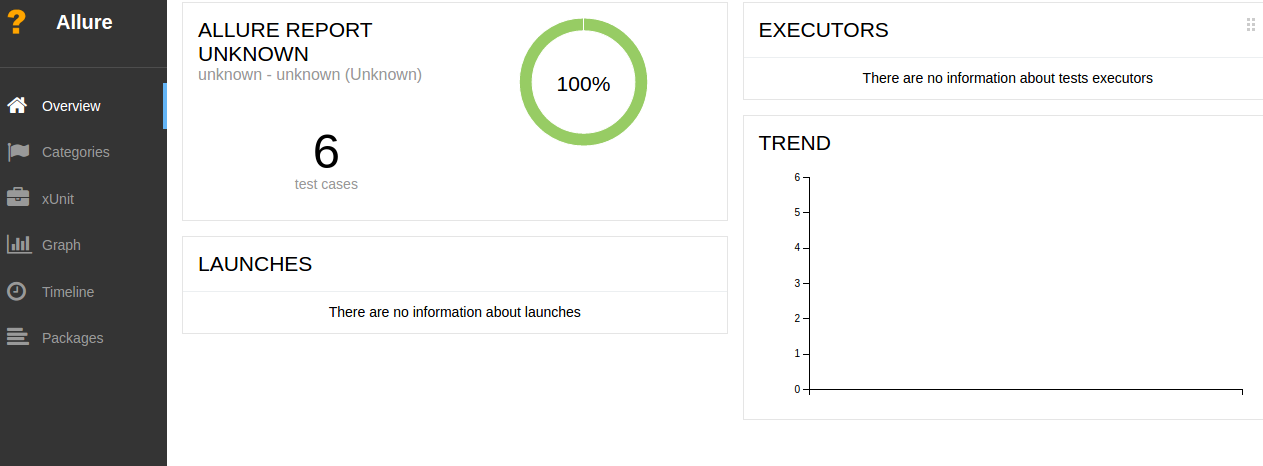 Allure
Overview
Categories
xUnit
Graph
Timeline
Packages
ALLURE REPORT
UNKNOWN
unknown - unknown (Unknown)
6
test cases
100%
LAUNCHES
There are no information about launches
EXECUTORS
There are no information about tests executors
TREND
6
5
4
3
2
1
0